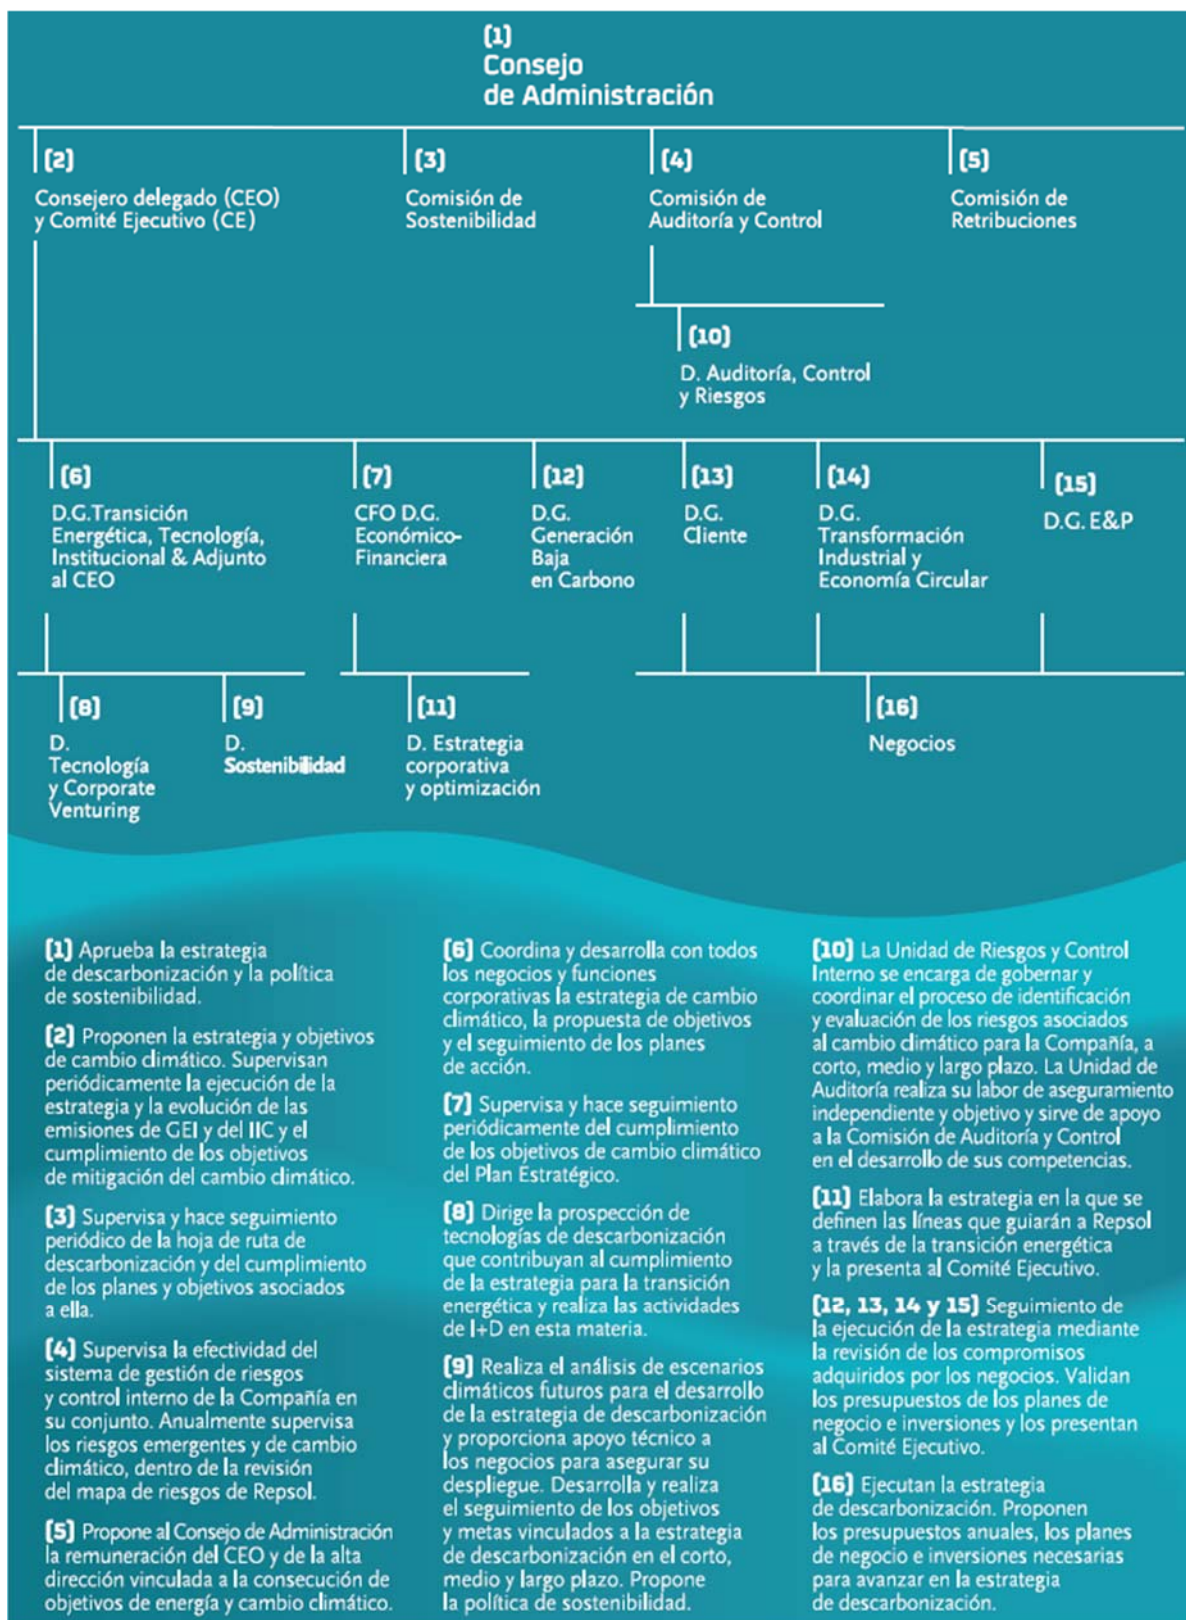 (1)
Consejo
de Administración
(2)
Consejero delegado (CEO)
y Comité Ejecutivo (CE)
(3)
Comisión de
Sostenibilidad
(4)
Comisión de
Auditoría y Control
(5)
Comisión de
Retribuciones
(10)
D. Auditoría, Control
y Riesgos
(6)
D.G.Transición
Energética, Tecnología,
Institucional & Adjunto
al CEO
(7)
CFO D.G.
Económico-
Financiera
(12)
D.G.
Generación
Baja
en Carbono
(13)
D.G.
Cliente
(14)
D.G.
Transformación
Industrial y
Economía Circular
(15)
D.G. E&P
(8)
D.
Tecnología
y Corporate
Venturing
(9)
D.
Sostenibilidad
(11)
D. Estrategia
corporativa
y optimización
(16)
Negocios
(1) Aprueba la estrategia
de descarbonización y la política
de sostenibilidad.
(2) Proponen la estrategia y objetivos
de cambio climático. Supervisan
periódicamente la ejecución de la
estrategia y la evolución de las
emisiones de GEI y del IIC y el
cumplimiento de los objetivos
de mitigación del cambio climático.
(3) Supervisa y hace seguimiento
periódico de la hoja de ruta de
descarbonización y del cumplimiento
de los planes y objetivos asociados
a ella.
(4) Supervisa la efectividad del
sistema de gestión de riesgos
y control interno de la Compañía en
su conjunto. Anualmente supervisa
los riesgos emergentes y de cambio
climático, dentro de la revisión
del mapa de riesgos de Repsol.
(5) Propone al Consejo de Administración
la remuneración del CEO y de la alta
dirección vinculada a la consecución de
objetivos de energía y cambio climático.
(6) Coordina y desarrolla con todos
los negocios y funciones
corporativas la estrategia de cambio
climático, la propuesta de objetivos
y el seguimiento de los planes
de acción.
(7) Supervisa y hace seguimiento
periódicamente del cumplimiento
de los objetivos de cambio climático
del Plan Estratégico.
(8) Dirige la prospección de
tecnologías de descarbonización
que contribuyan al cumplimiento
de la estrategia para la transición
energética y realiza las actividades
de I+D en esta materia.
(9) Realiza el análisis de escenarios
climáticos futuros para el desarrollo
de la estrategia de descarbonización
y proporciona apoyo técnico a
los negocios para asegurar su
despliegue. Desarrolla y realiza
el seguimiento de los objetivos
y metas vinculados a la estrategia
de descarbonización en el corto,
medio y largo plazo. Propone
la política de sostenibilidad.
(10) La Unidad de Riesgos y Control
Interno se encarga de gobernar y
coordinar el proceso de identificación
y evaluación de los riesgos asociados
al cambio climático para la Compañía, a
corto, medio y largo plazo. La Unidad de
Auditoría realiza su labor de aseguramiento
independiente y objetivo y sirve de apoyo
a la Comisión de Auditoría y Control
en el desarrollo de sus competencias.
(11) Elabora la estrategia en la que se
definen las líneas que guiarán a Repsol
a través de la transición energética
y la presenta al Comité Ejecutivo.
(12, 13, 14 y 15) Seguimiento de
la ejecución de la estrategia mediante
la revisión de los compromisos
adquiridos por los negocios. Validan
los presupuestos de los planes de
negocio e inversiones y los presentan
al Comité Ejecutivo.
(16) Ejecutan la estrategia
de descarbonización. Proponen
los presupuestos anuales, los planes
de negocio e inversiones necesarias
para avanzar en la estrategia
de descarbonización.